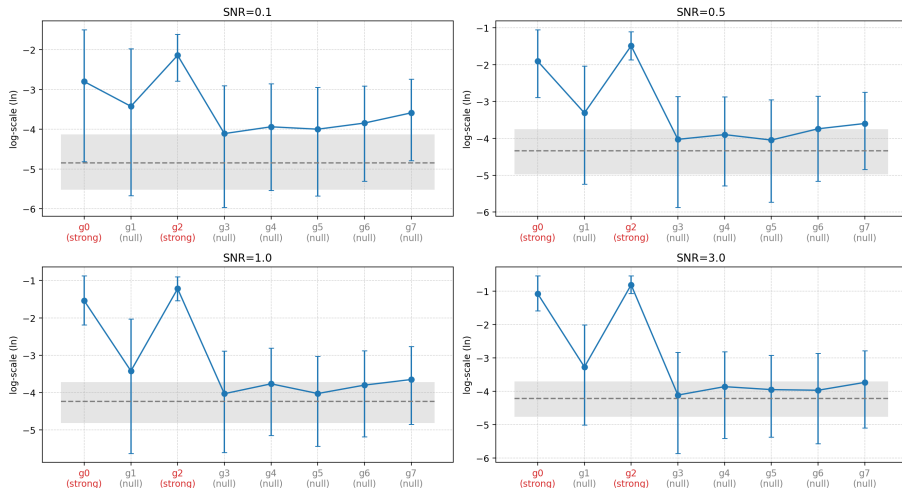 SNR=0.1
log-scale (ln)
−2
−3
−4
−5
−6
g0 g1 g2 g3 g4 g5 g6 g7
(strong) (null) (strong) (null) (null) (null) (null) (null)
SNR=0.5
log-scale (ln)
−1
−2
−3
−4
−5
−6
g0 g1 g2 g3 g4 g5 g6 g7
(strong) (null) (strong) (null) (null) (null) (null) (null)
SNR=1.0
log-scale (ln)
−1
−2
−3
−4
−5
g0 g1 g2 g3 g4 g5 g6 g7
(strong) (null) (strong) (null) (null) (null) (null) (null)
SNR=3.0
log-scale (ln)
−1
−2
−3
−4
−5
−6
g0 g1 g2 g3 g4 g5 g6 g7
(strong) (null) (strong) (null) (null) (null) (null) (null)